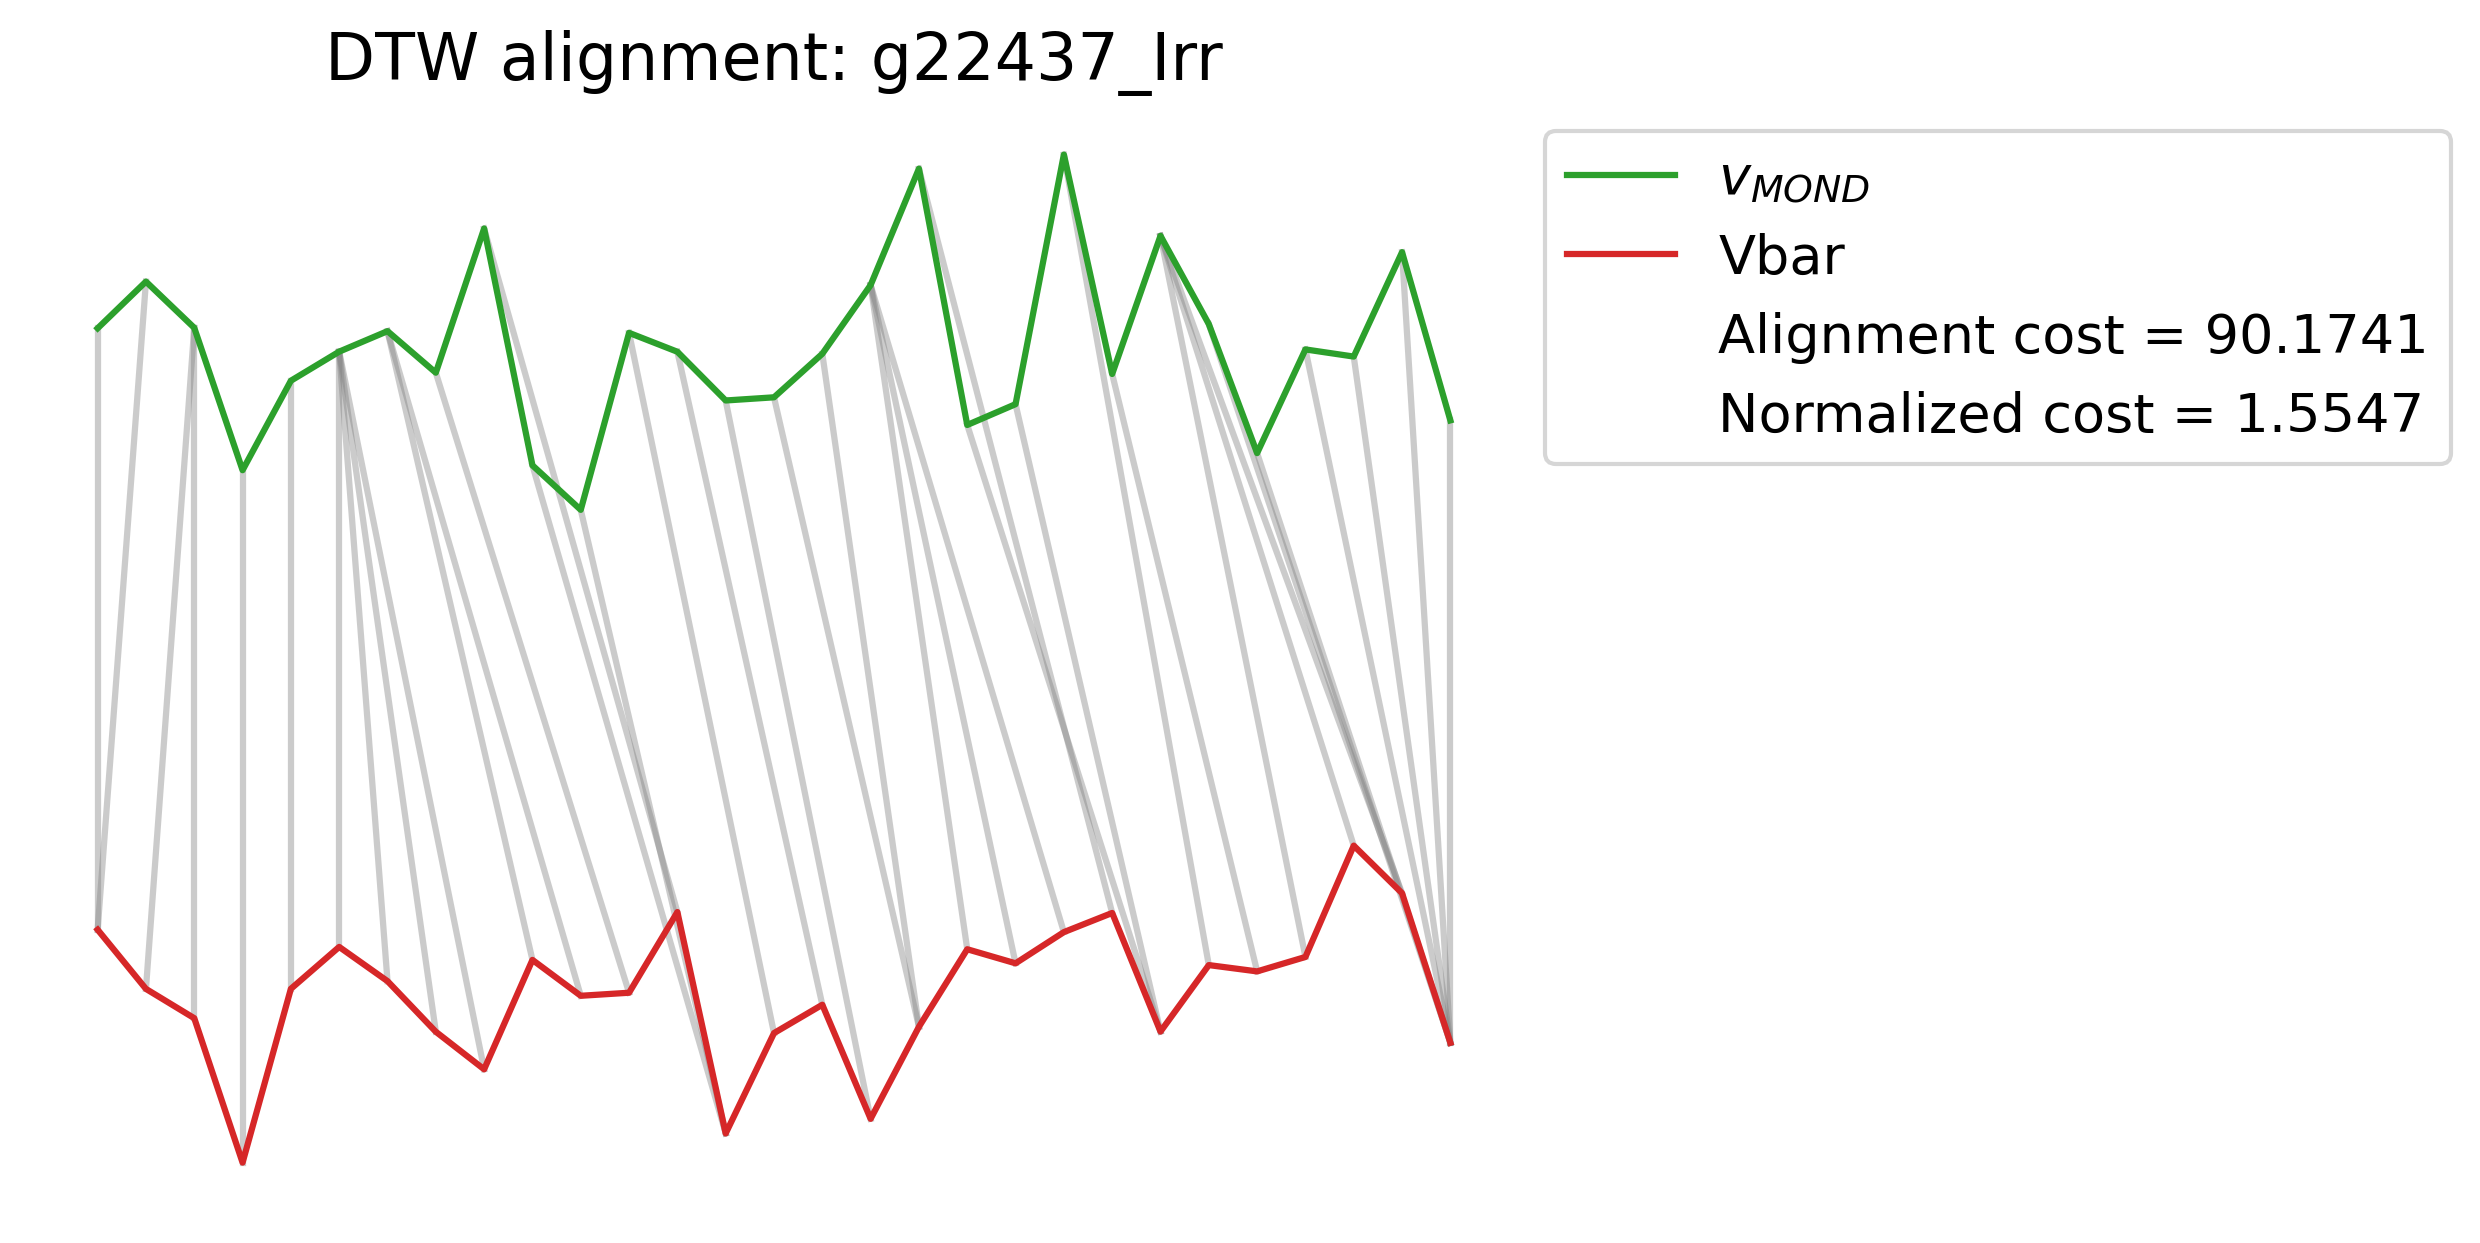 DTW alignment: g22437_Irr
v_MOND
Vbar
Alignment cost = 90.1741
Normalized cost = 1.5547